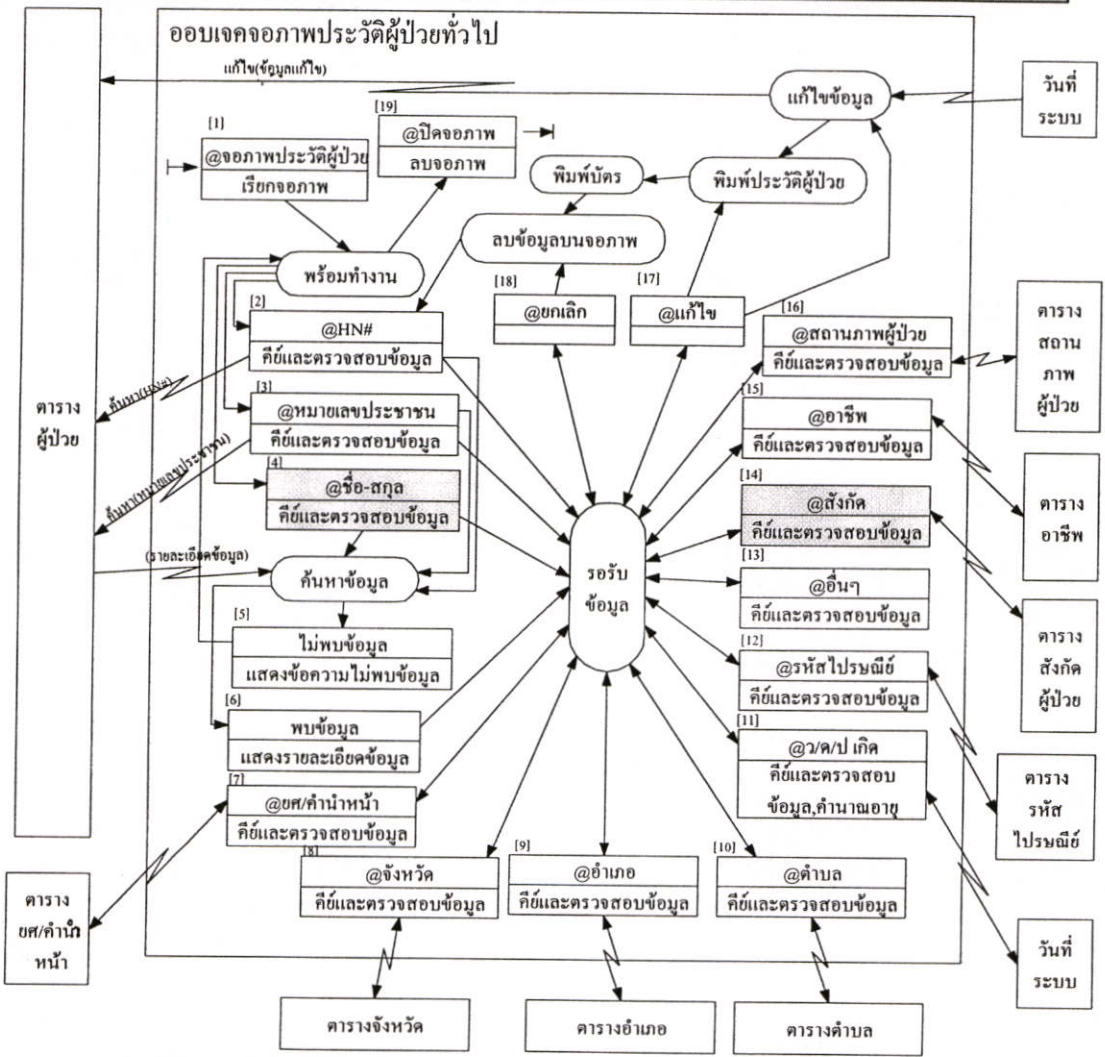 ออบเจคจอภาพประวัติผู้ป่วยทั่วไป
แก้ไข(ข้อมูลแก้ไข)
แก้ไขข้อมูล
วันที่
ระบบ
[1]
@จอภาพประวัติผู้ป่วย
เรียกจอภาพ
[19]
@ปิดจอภาพ
ลบจอภาพ
พิมพ์บัตร
พิมพ์ประวัติผู้ป่วย
ลบข้อมูลบนจอภาพ
พร้อมทำงาน
[18]
@ยกเลิก
[17]
@แก้ไข
[2]
@HN#
คีย์และตรวจสอบข้อมูล
[16]
@สถานภาพผู้ป่วย
คีย์และตรวจสอบข้อมูล
ตาราง
สถาน
ภาพ
ผู้ป่วย
ตาราง
ผู้ป่วย
ค้นหา(HN#)
[3]
@หมายเลขประชาชน
คีย์และตรวจสอบข้อมูล
[15]
@อาชีพ
คีย์และตรวจสอบข้อมูล
ค้นหา(หมายเลขประชาชน)
[4]
@ชื่อ-สกุล
คีย์และตรวจสอบข้อมูล
[14]
@สังกัด
คีย์และตรวจสอบข้อมูล
ตาราง
อาชีพ
(รายละเอียดข้อมูล)
ค้นหาข้อมูล
รอรับ
ข้อมูล
[13]
@อื่นๆ
คีย์และตรวจสอบข้อมูล
[5]
ไม่พบข้อมูล
แสดงข้อความไม่พบข้อมูล
[12]
@รหัสไปรษณีย์
คีย์และตรวจสอบข้อมูล
ตาราง
สังกัด
ผู้ป่วย
[6]
พบข้อมูล
แสดงรายละเอียดข้อมูล
[11]
@ว/ด/ป เกิด
คีย์และตรวจสอบ
ข้อมูล,คำนาณอายุ
[7]
@ยศ/คำนำหน้า
คีย์และตรวจสอบข้อมูล
ตาราง
รหัส
ไปรษณีย์
[8]
@จังหวัด
คีย์และตรวจสอบข้อมูล
[9]
@อำเภอ
คีย์และตรวจสอบข้อมูล
[10]
@ตำบล
คีย์และตรวจสอบข้อมูล
ตาราง
ยศ/คำนำ
หน้า
วันที่
ระบบ
ตารางจังหวัด
ตารางอำเภอ
ตารางตำบล